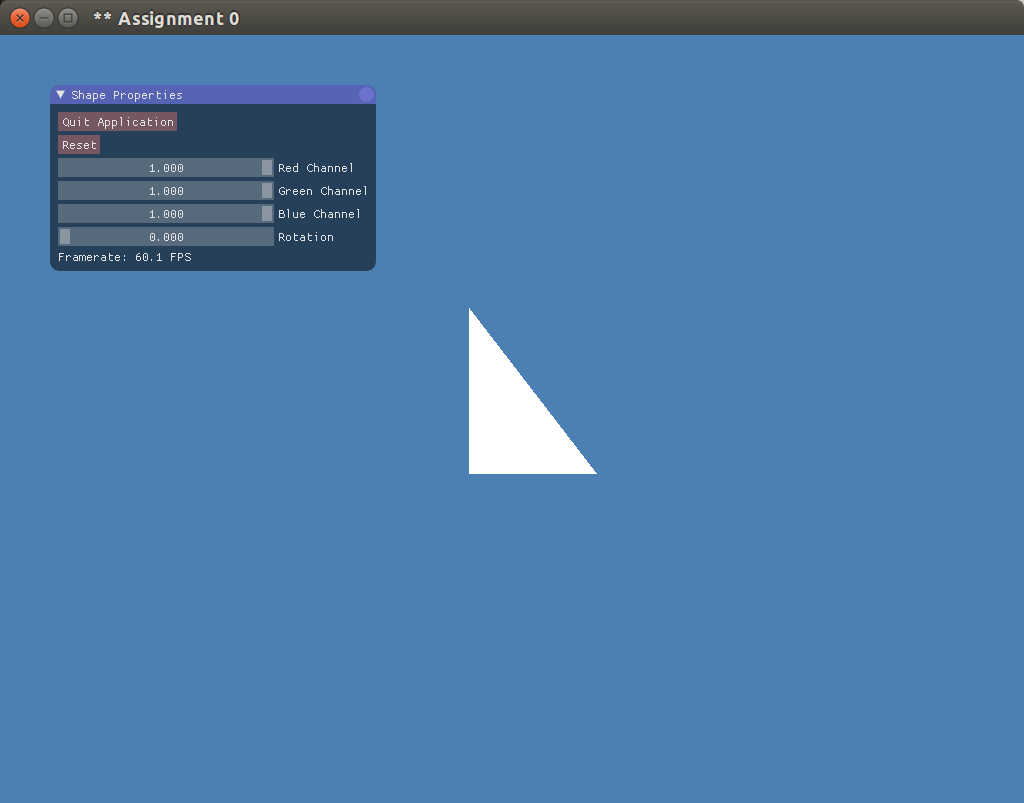 ** Assignment 0
Shape Properties
Quit Application
Reset
1.000 Red Channel
1.000 Green Channel
1.000 Blue Channel
0.000 Rotation
Framerate: 60.1 FPS